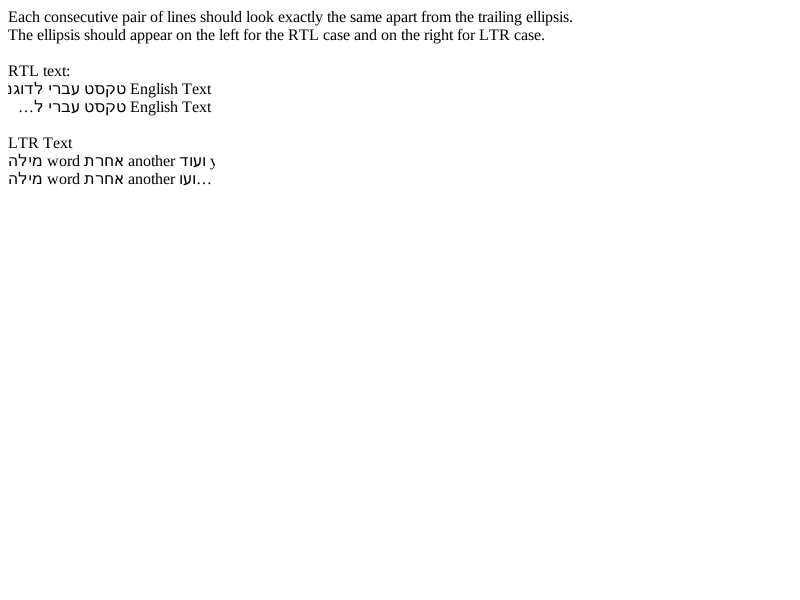 Each consecutive pair of lines should look exactly the same apart from the trailing ellipsis.
The ellipsis should appear on the left for the RTL case and on the right for LTR case.
RTL text:
English Text טקסט עברי לדוג
English Text טקסט עברי ל…
LTR Text
מילה word אחרת another ועוד y
מילה word אחרת another ועו…